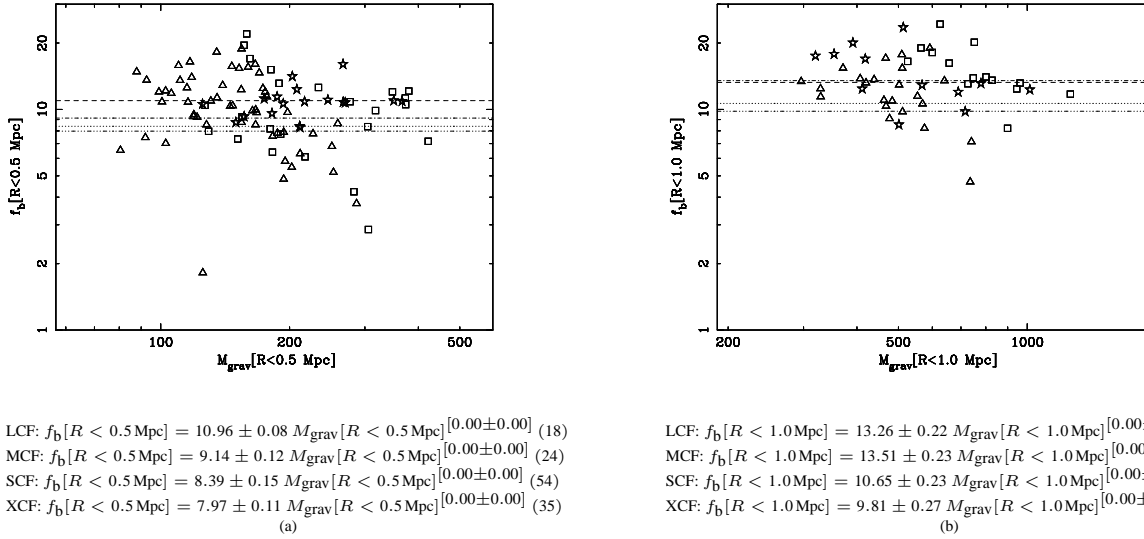 20
10
5
2
1
f_b[R<0.5 Mpc]
100 200 500
M_grav[R<0.5 Mpc]
LCF: f_b[R < 0.5 Mpc] = 10.96 ± 0.08 M_grav[R < 0.5 Mpc]^[0.00±0.00] (18)
MCF: f_b[R < 0.5 Mpc] = 9.14 ± 0.12 M_grav[R < 0.5 Mpc]^[0.00±0.00] (24)
SCF: f_b[R < 0.5 Mpc] = 8.39 ± 0.15 M_grav[R < 0.5 Mpc]^[0.00±0.00] (54)
XCF: f_b[R < 0.5 Mpc] = 7.97 ± 0.11 M_grav[R < 0.5 Mpc]^[0.00±0.00] (35)
(a)
20
10
5
2
1
f_b[R<1.0 Mpc]
200 500 1000
M_grav[R<1.0 Mpc]
LCF: f_b[R < 1.0 Mpc] = 13.26 ± 0.22 M_grav[R < 1.0 Mpc]^[0.00±
MCF: f_b[R < 1.0 Mpc] = 13.51 ± 0.23 M_grav[R < 1.0 Mpc]^[0.00
SCF: f_b[R < 1.0 Mpc] = 10.65 ± 0.23 M_grav[R < 1.0 Mpc]^[0.00±
XCF: f_b[R < 1.0 Mpc] = 9.81 ± 0.27 M_grav[R < 1.0 Mpc]^[0.00±
(b)